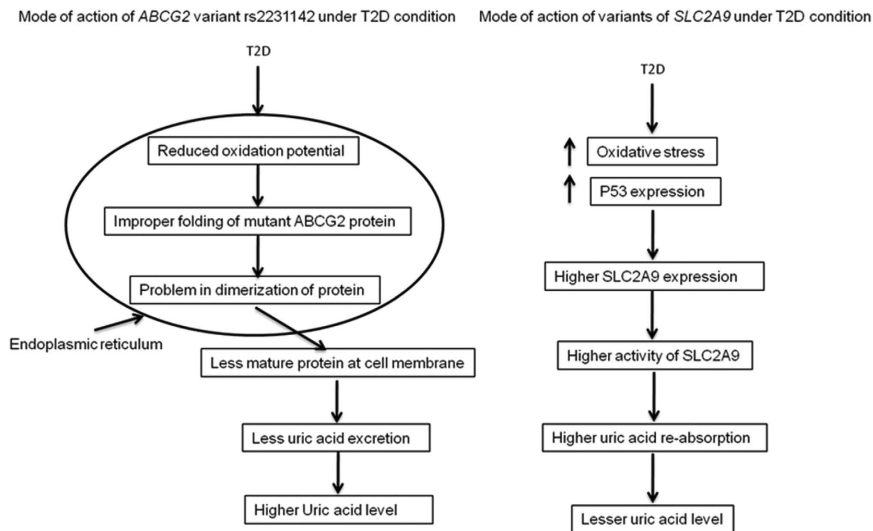 Mode of action of ABCG2 variant rs2231142 under T2D condition
T2D
Reduced oxidation potential
Improper folding of mutant ABCG2 protein
Problem in dimerization of protein
Endoplasmic reticulum
Less mature protein at cell membrane
Less uric acid excretion
Higher Uric acid level
Mode of action of variants of SLC2A9 under T2D condition
T2D
Oxidative stress
P53 expression
Higher SLC2A9 expression
Higher activity of SLC2A9
Higher uric acid re-absorption
Lesser uric acid level